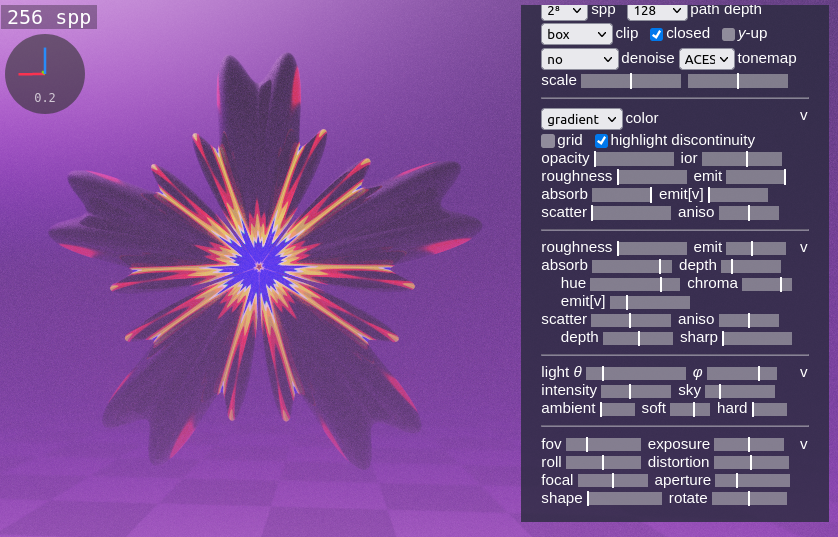 256 spp
0.2
2⁸ spp 128 path depth
box clip closed y-up
no denoise ACES tonemap
scale
gradient color v
grid highlight discontinuity
opacity ior
roughness emit
absorb emit[v]
scatter aniso
roughness emit v
absorb depth
hue chroma
emit[v]
scatter aniso
depth sharp
light θ φ v
intensity sky
ambient soft hard
fov exposure v
roll distortion
focal aperture
shape rotate